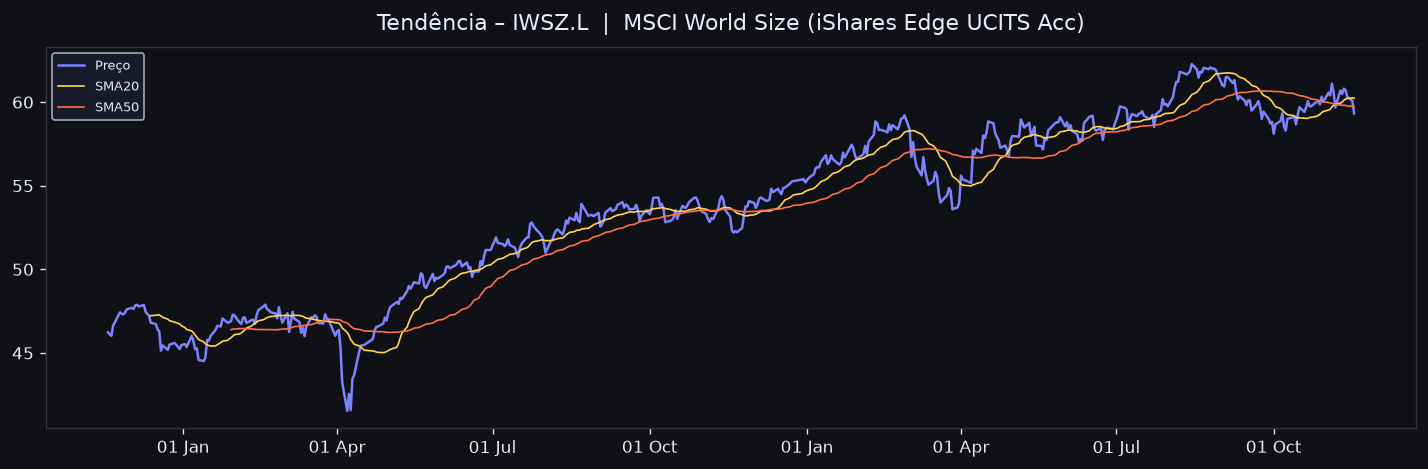 Tendência – IWSZ.L | MSCI World Size (iShares Edge UCITS Acc)
Preço
SMA20
SMA50
60
55
50
45
01 Jan
01 Apr
01 Jul
01 Oct
01 Jan
01 Apr
01 Jul
01 Oct